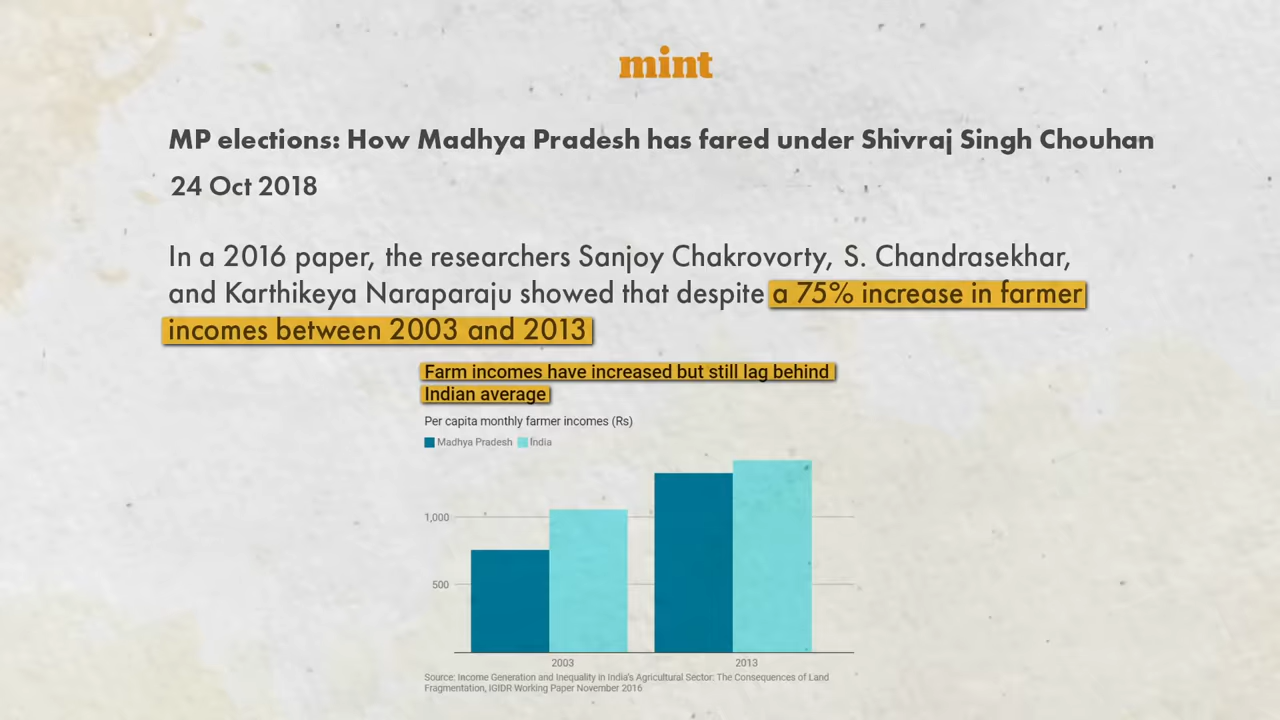 mint
MP elections: How Madhya Pradesh has fared under Shivraj Singh Chouhan
24 Oct 2018
In a 2016 paper, the researchers Sanjoy Chakrovorty, S. Chandrasekhar,
and Karthikeya Naraparaju showed that despite a 75% increase in farmer
incomes between 2003 and 2013
Farm incomes have increased but still lag behind
Indian average
Per capita monthly farmer incomes (Rs)
Madhya Pradesh India
1,000
500
2003 2013
Source: Income Generation and Inequality in India's Agricultural Sector: The Consequences of Land
Fragmentation, IGIDR Working Paper November 2016